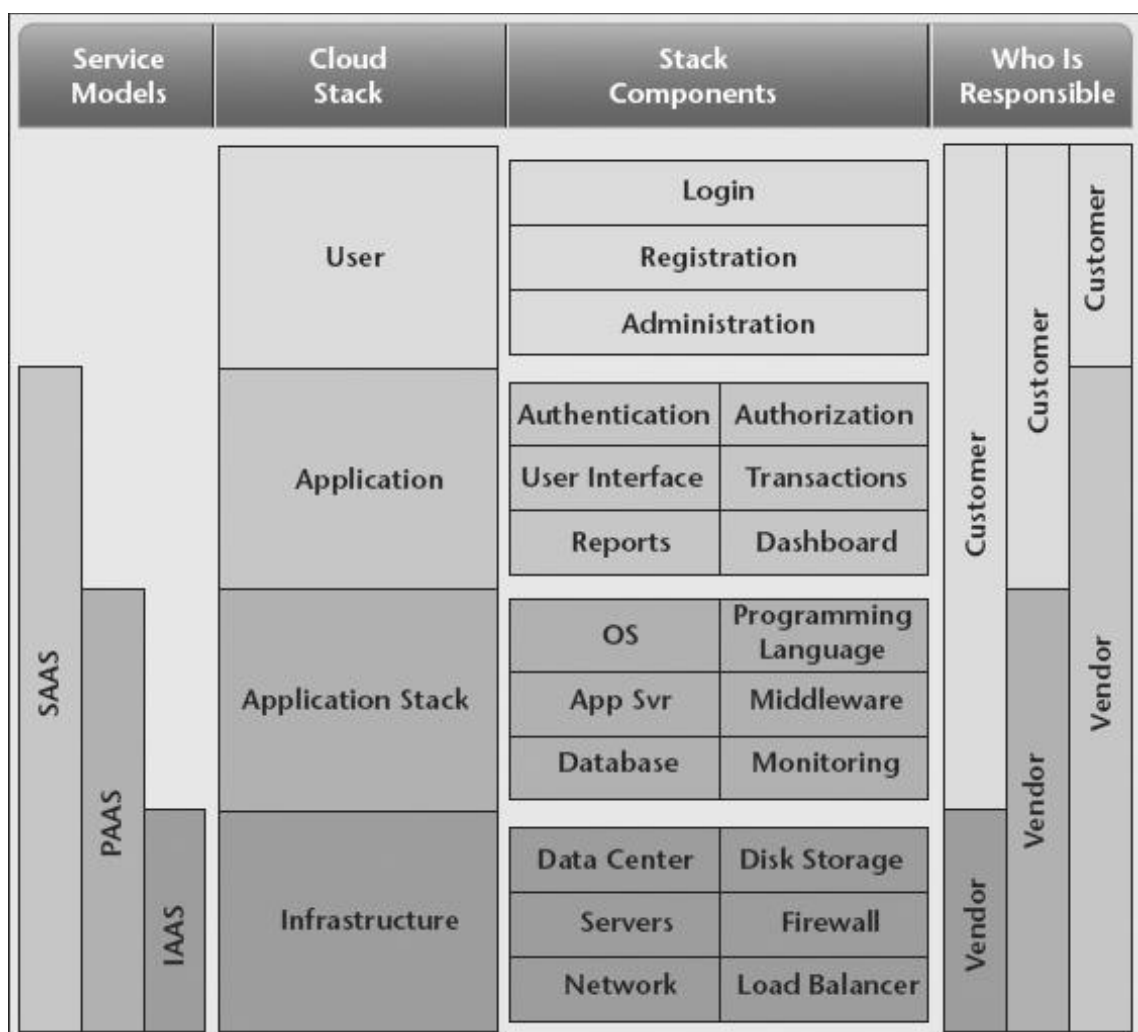 Service Models
Cloud Stack
Stack Components
Who Is Responsible
User
Login
Registration
Administration
Application
Authentication
Authorization
User Interface
Transactions
Reports
Dashboard
Application Stack
OS
Programming Language
App Svr
Middleware
Database
Monitoring
Infrastructure
Data Center
Disk Storage
Servers
Firewall
Network
Load Balancer
SAAS
PAAS
IAAS
Customer
Vendor
Customer
Vendor
Customer
Vendor